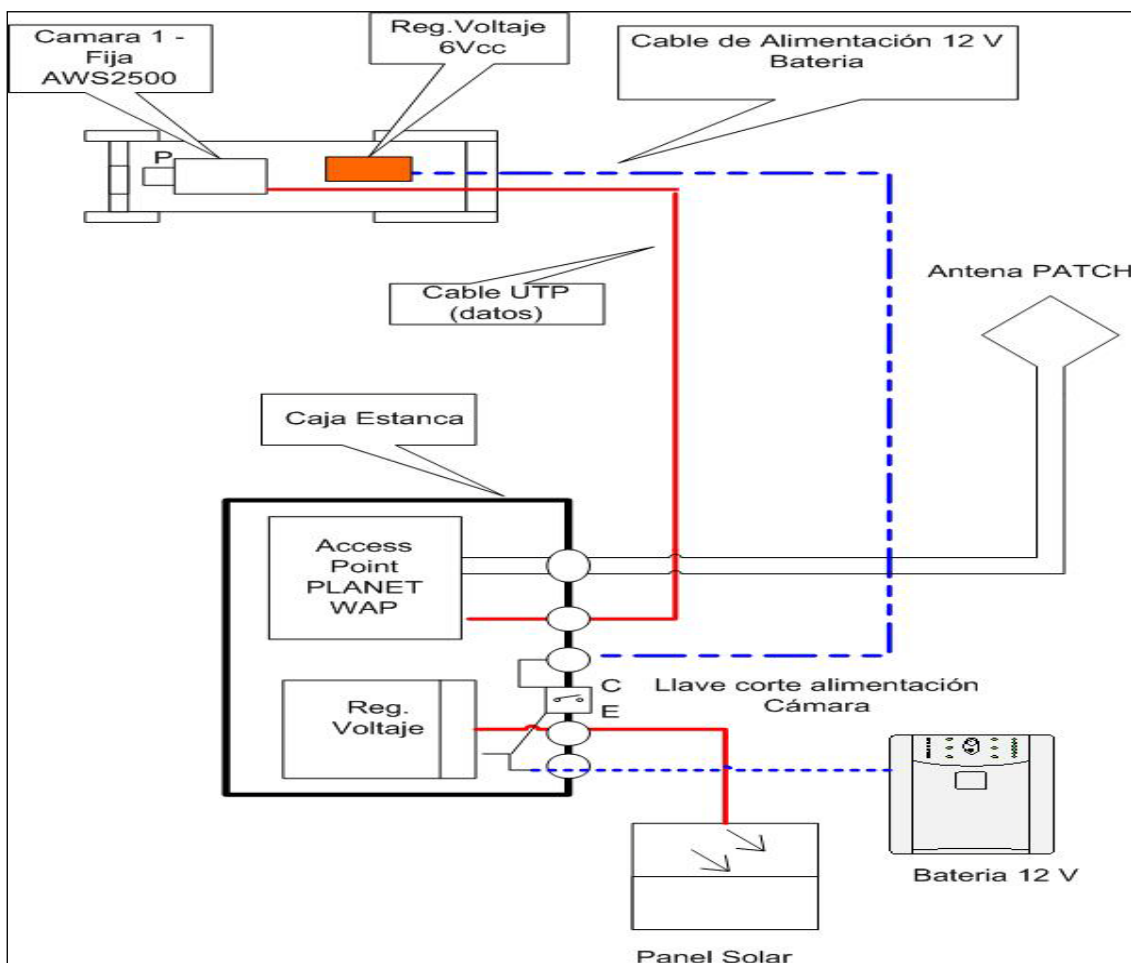 Camara 1 -
Fija
AWS2500
Reg.Voltaje
6Vcc
Cable de Alimentación 12 V
Bateria
P
Cable UTP
(datos)
Antena PATCH
Caja Estanca
Access
Point
PLANET
WAP
Reg.
Voltaje
C
E
Llave corte alimentación
Cámara
Bateria 12 V
Panel Solar